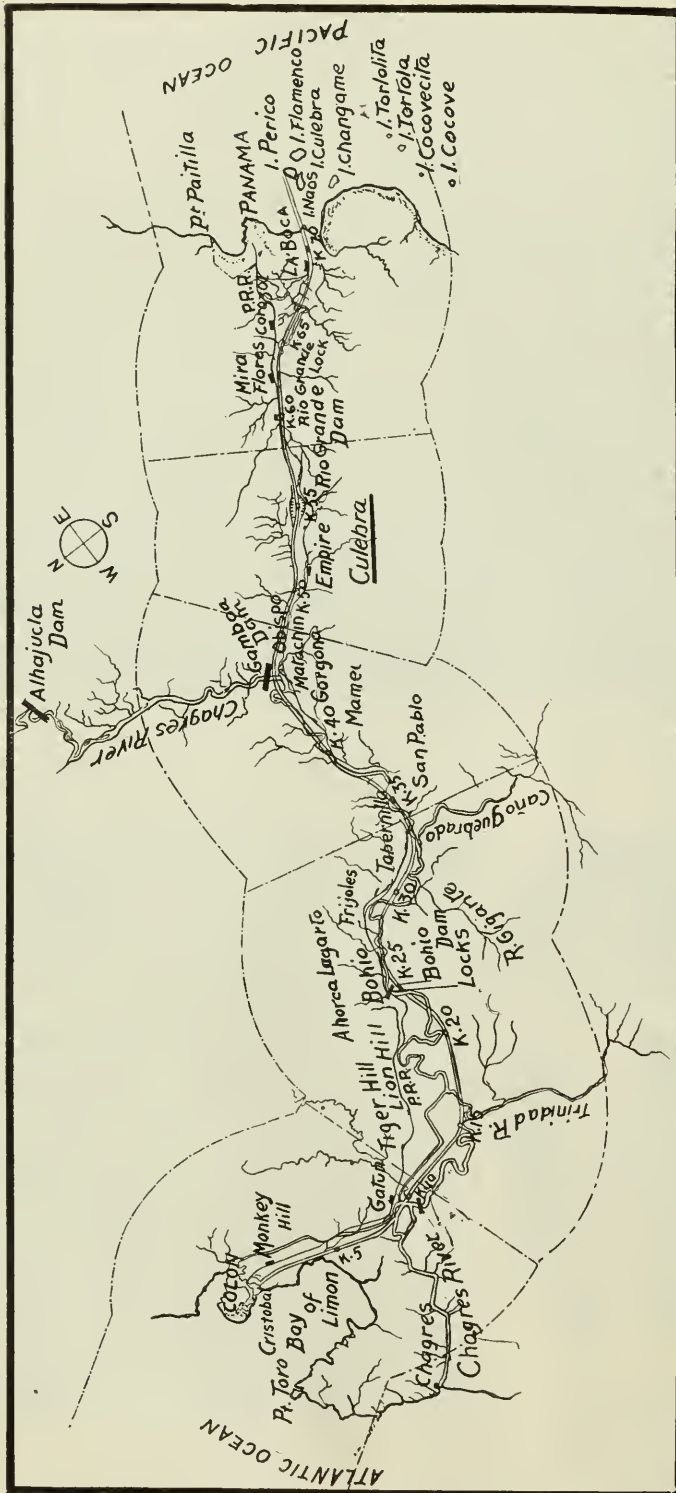 ATLANTIC OCEAN
Pt. Toro
Bay of
Limon
COLON
Cristobal
Monkey
Hill
K.5
Chagres
Chagres River
Gatun
K.10
Tiger Hill
Lion Hill
P.R.R.
Trinidad R.
K.20
Ahorca Lagarto
Bohio
K.25
Bohio
Dam
Locks
R. Gigante
Frijoles
K.30
Tabernilla
Caño Quebrado
K.35
San Pablo
Mamei
K.40
Gorgona
Matachin
Alhajucla
Dam
Chagres River
Gamboa
Dam
Obispo
K.50
N
E
S
W
Empire
Culebra
K.55
Rio Grande
Dam
K.60
Rio Grande
Lock
Mira
Flores
K.65
Corozal
P.R.R.
LA BOCA
K.70
Pt. Paitilla
PANAMA
I. Perico
I. Flamenco
I. Naos
I. Culebra
I. Changame
I. Torlolita
I. Tortola
I. Cocovecita
I. Cocove
PACIFIC
OCEAN